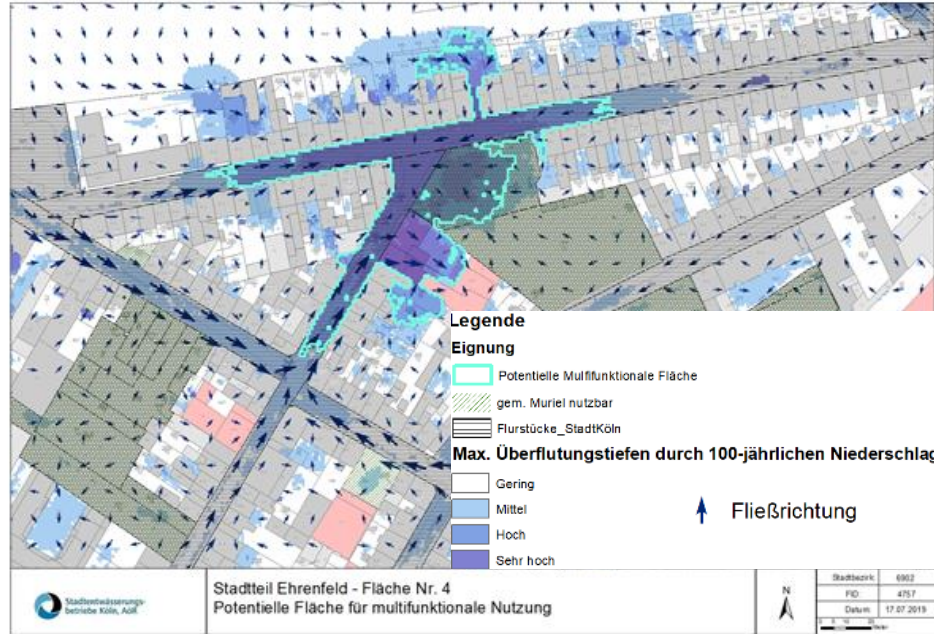 Legende
Eignung
Potentielle Multifunktionale Fläche
gem. Muriel nutzbar
Flurstücke_StadtKöln
Max. Überflutungstiefen durch 100-jährlichen Niederschlag
Gering
Mittel
Hoch
Sehr hoch
Fließrichtung
Stadtentwässerungs-
betriebe Köln, AöR
Stadtteil Ehrenfeld - Fläche Nr. 4
Potentielle Fläche für multifunktionale Nutzung
N
Stadtbezirk: 6902
FID: 4757
Datum: 17.07.2019